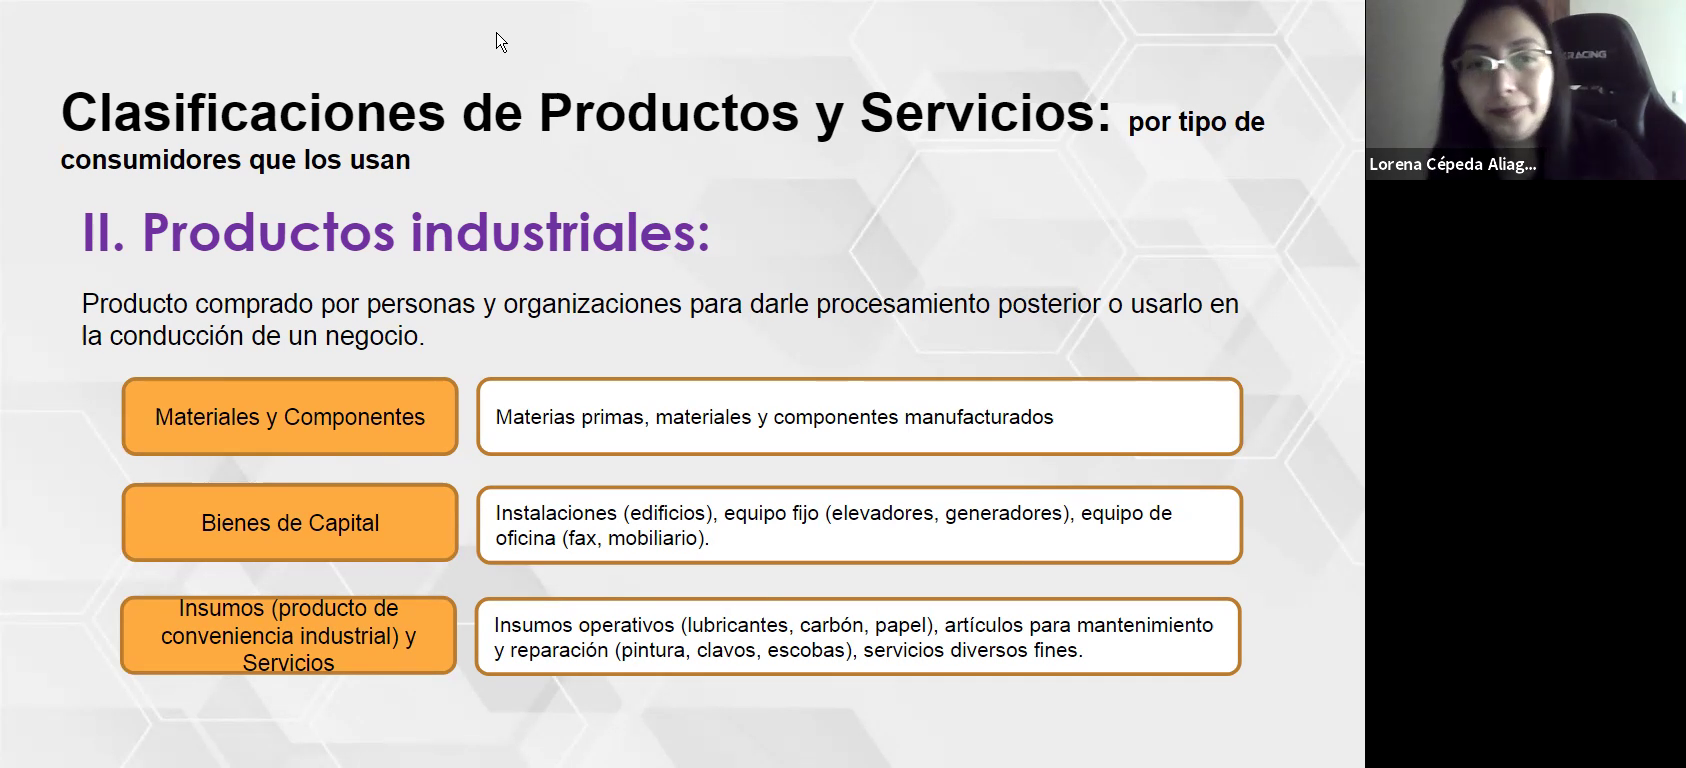 Clasificaciones de Productos y Servicios: por tipo de
consumidores que los usan
II. Productos industriales:
Producto comprado por personas y organizaciones para darle procesamiento posterior o usarlo en
la conducción de un negocio.
Materiales y Componentes
Materias primas, materiales y componentes manufacturados
Bienes de Capital
Instalaciones (edificios), equipo fijo (elevadores, generadores), equipo de
oficina (fax, mobiliario).
Insumos (producto de
conveniencia industrial) y
Servicios
Insumos operativos (lubricantes, carbón, papel), artículos para mantenimiento
y reparación (pintura, clavos, escobas), servicios diversos fines.
RACING
Lorena Cépeda Aliag...